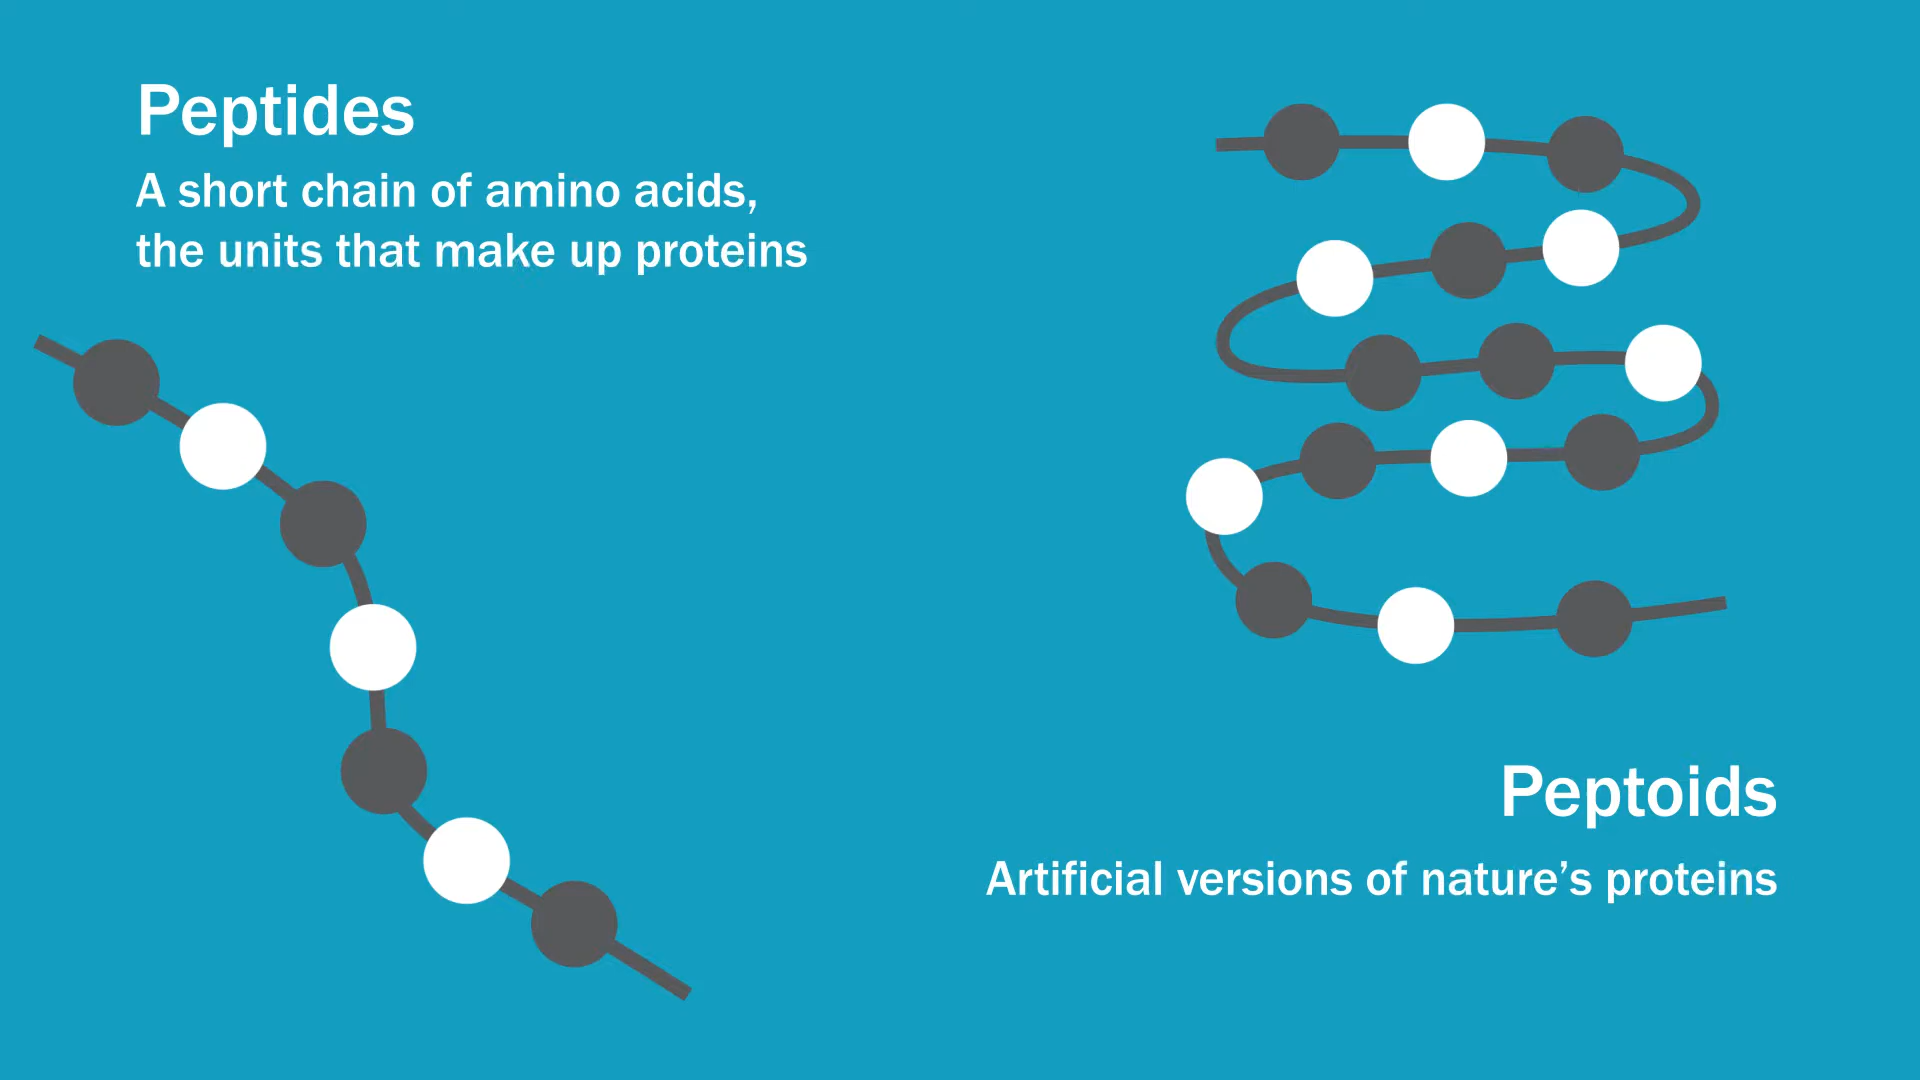 Peptides
A short chain of amino acids,
the units that make up proteins
Peptoids
Artificial versions of nature’s proteins